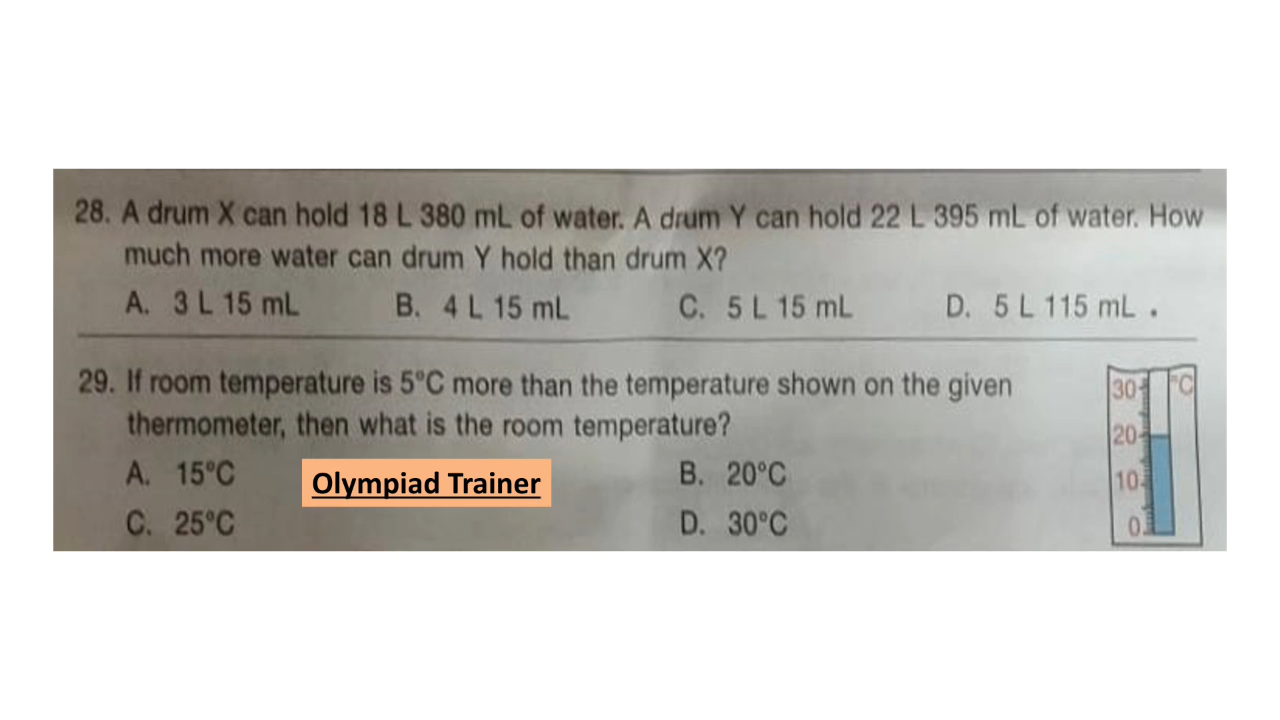 28. A drum X can hold 18 L 380 mL of water. A drum Y can hold 22 L 395 mL of water. How
much more water can drum Y hold than drum X?
A. 3 L 15 mL B. 4 L 15 mL C. 5 L 15 mL D. 5 L 115 mL .
29. If room temperature is 5°C more than the temperature shown on the given
thermometer, then what is the room temperature?
A. 15°C B. 20°C
Olympiad Trainer
C. 25°C D. 30°C
30 °C
20
10
0